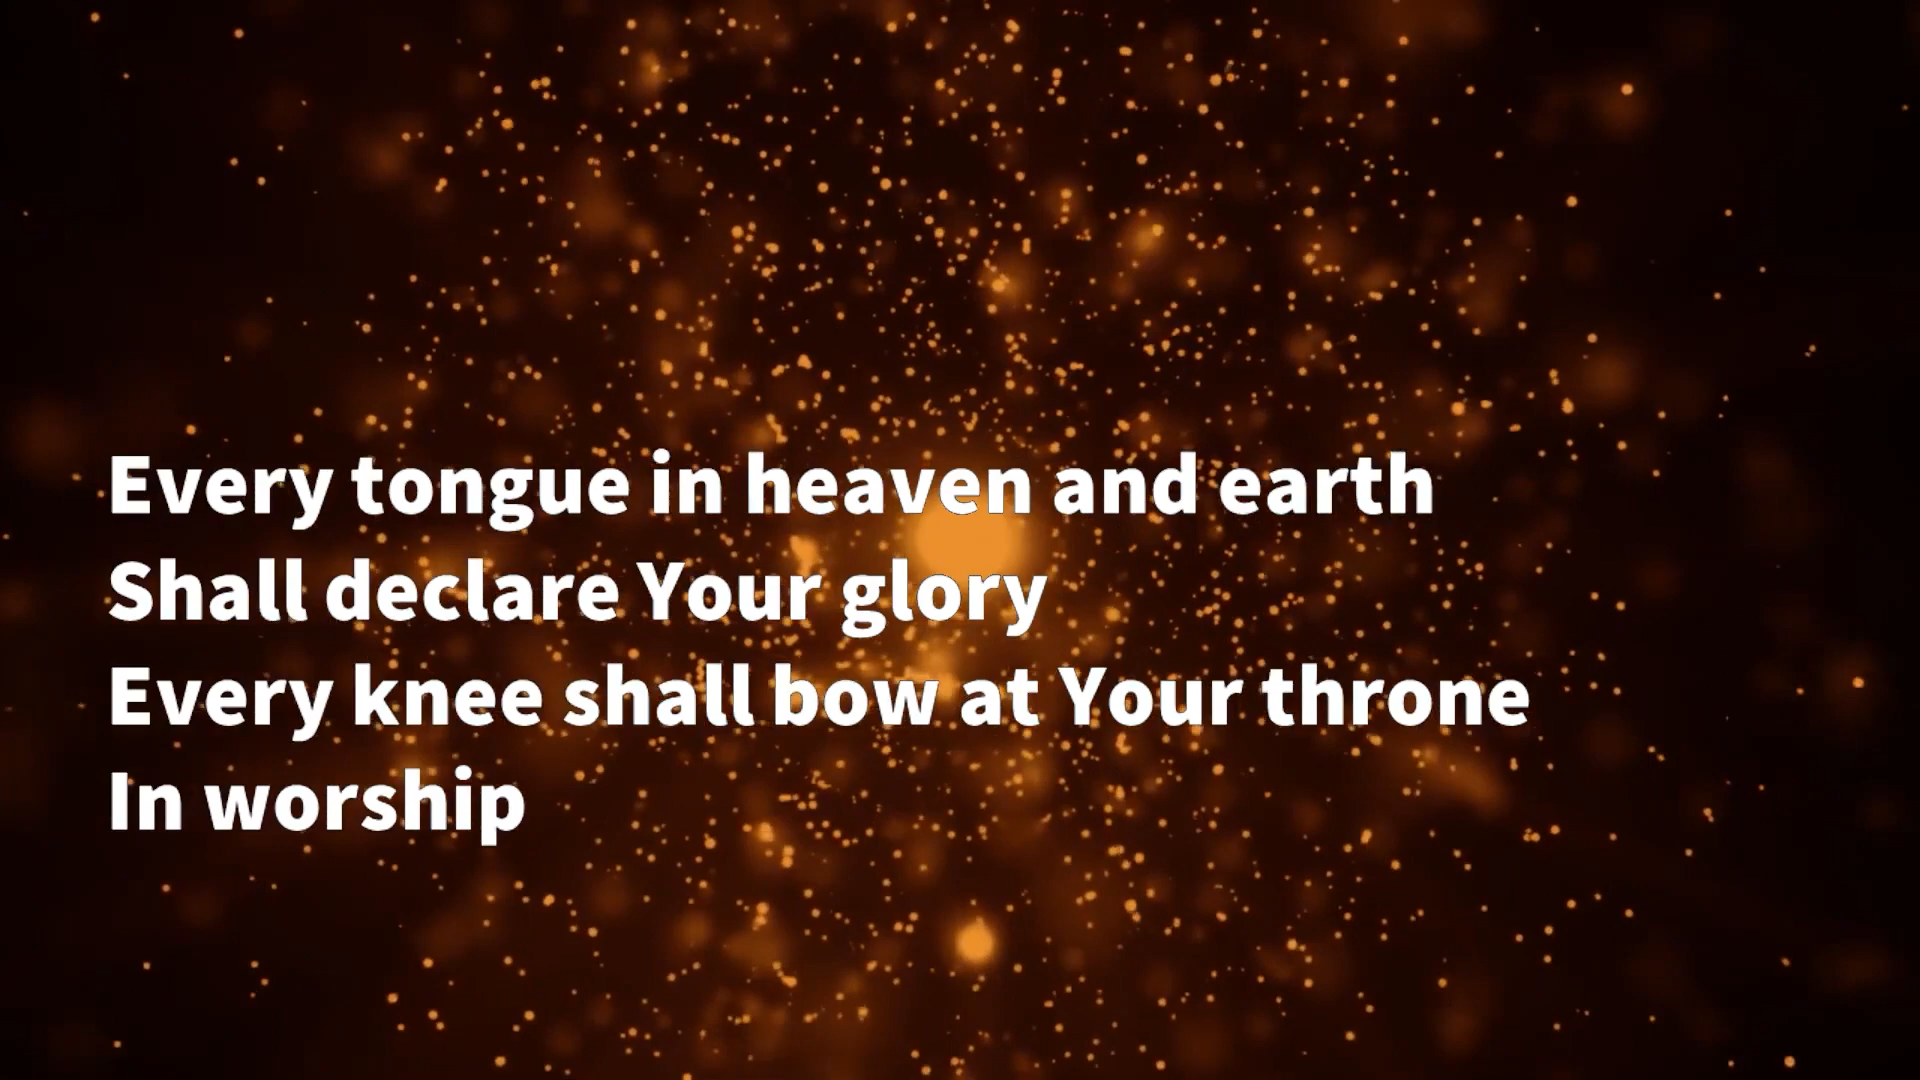 Every tongue in heaven and earth
Shall declare Your glory
Every knee shall bow at Your throne
In worship